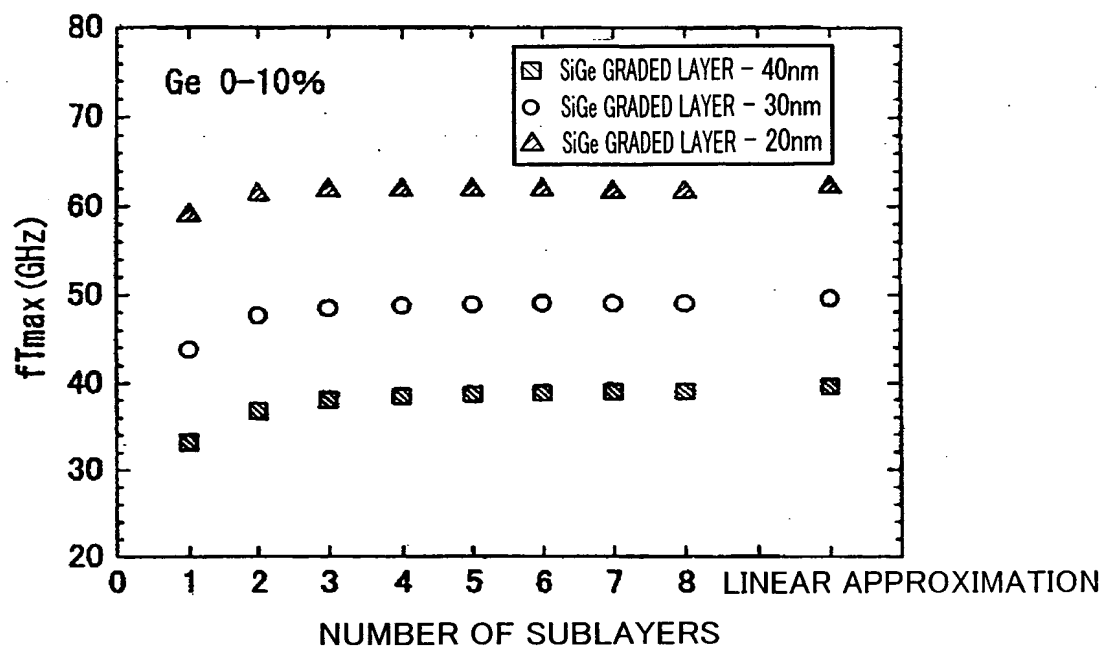 80
70
60
50
40
30
20
fTmax(GHz)
Ge 0-10%
SiGe GRADED LAYER - 40nm
SiGe GRADED LAYER - 30nm
SiGe GRADED LAYER - 20nm
0 1 2 3 4 5 6 7 8 LINEAR APPROXIMATION
NUMBER OF SUBLAYERS